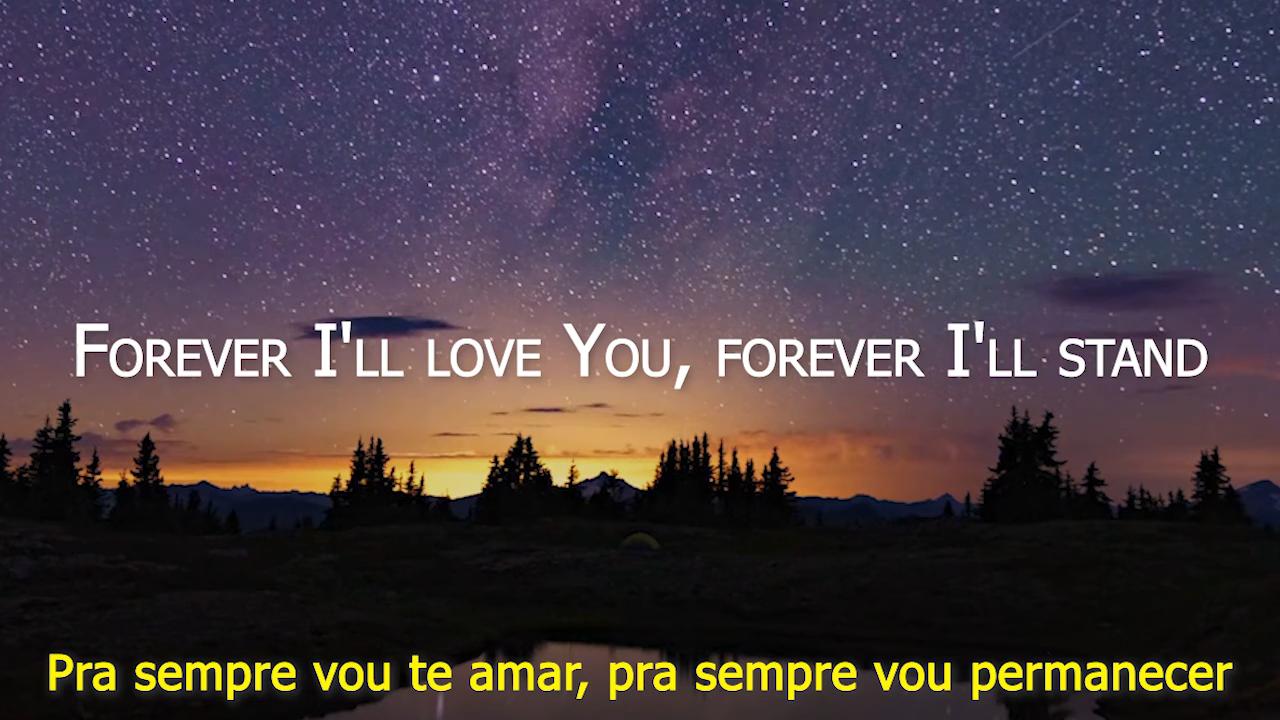 Forever I'll love You, forever I'll stand
Pra sempre vou te amar, pra sempre vou permanecer